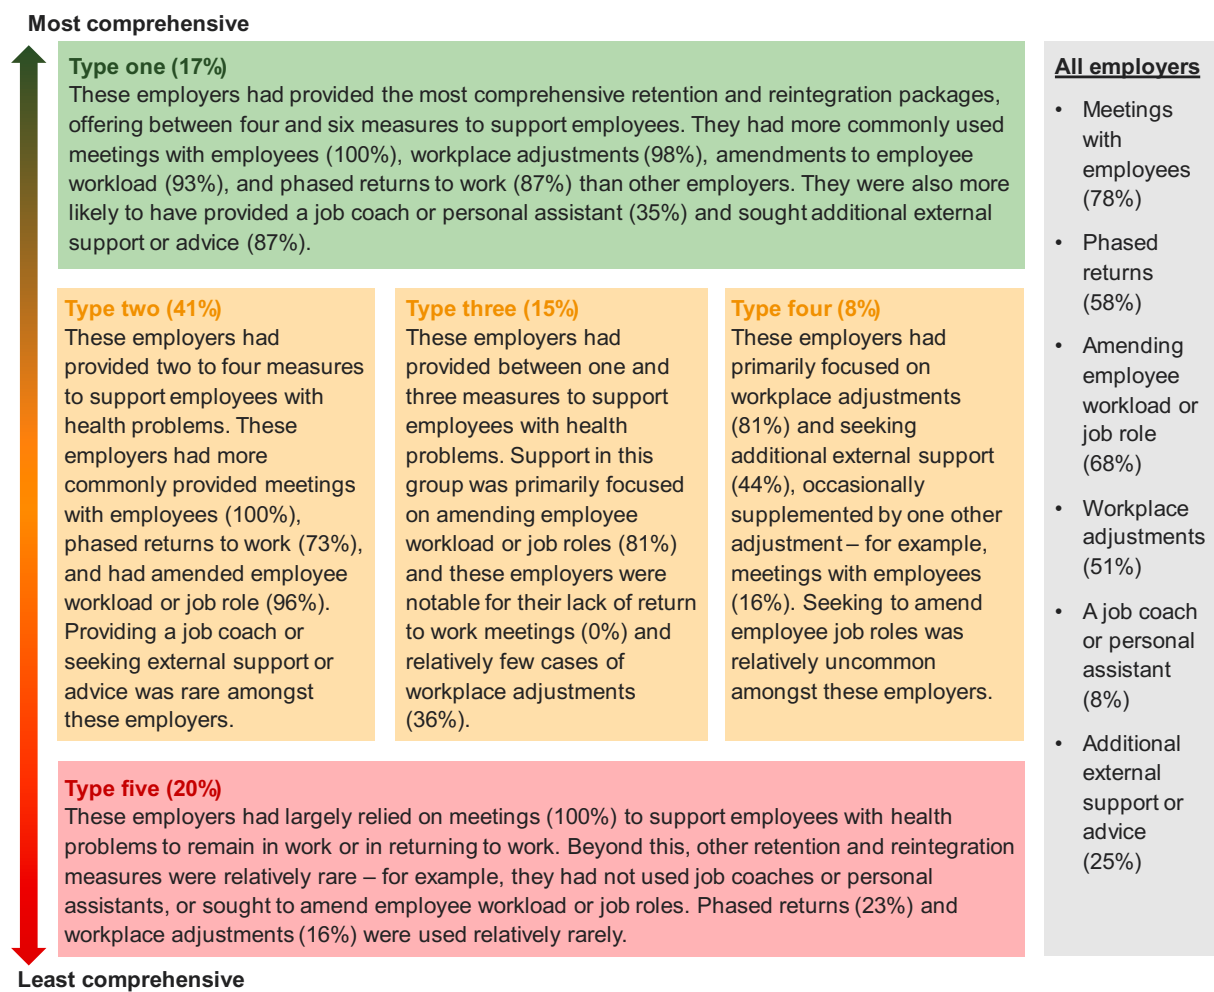 Most comprehensive
Type one (17%)
These employers had provided the most comprehensive retention and reintegration packages,
offering between four and six measures to support employees. They had more commonly used
meetings with employees (100%), workplace adjustments (98%), amendments to employee
workload (93%), and phased returns to work (87%) than other employers. They were also more
likely to have provided a job coach or personal assistant (35%) and sought additional external
support or advice (87%).
Type two (41%)
These employers had
provided two to four measures
to support employees with
health problems. These
employers had more
commonly provided meetings
with employees (100%),
phased returns to work (73%),
and had amended employee
workload or job role (96%).
Providing a job coach or
seeking external support or
advice was rare amongst
these employers.
Type three (15%)
These employers had
provided between one and
three measures to support
employees with health
problems. Support in this
group was primarily focused
on amending employee
workload or job roles (81%)
and these employers were
notable for their lack of return
to work meetings (0%) and
relatively few cases of
workplace adjustments
(36%).
Type four (8%)
These employers had
primarily focused on
workplace adjustments
(81%) and seeking
additional external support
(44%), occasionally
supplemented by one other
adjustment – for example,
meetings with employees
(16%). Seeking to amend
employee job roles was
relatively uncommon
amongst these employers.
Type five (20%)
These employers had largely relied on meetings (100%) to support employees with health
problems to remain in work or in returning to work. Beyond this, other retention and reintegration
measures were relatively rare – for example, they had not used job coaches or personal
assistants, or sought to amend employee workload or job roles. Phased returns (23%) and
workplace adjustments (16%) were used relatively rarely.
Least comprehensive
All employers
• Meetings
with
employees
(78%)
• Phased
returns
(58%)
• Amending
employee
workload or
job role
(68%)
• Workplace
adjustments
(51%)
• A job coach
or personal
assistant
(8%)
• Additional
external
support or
advice
(25%)